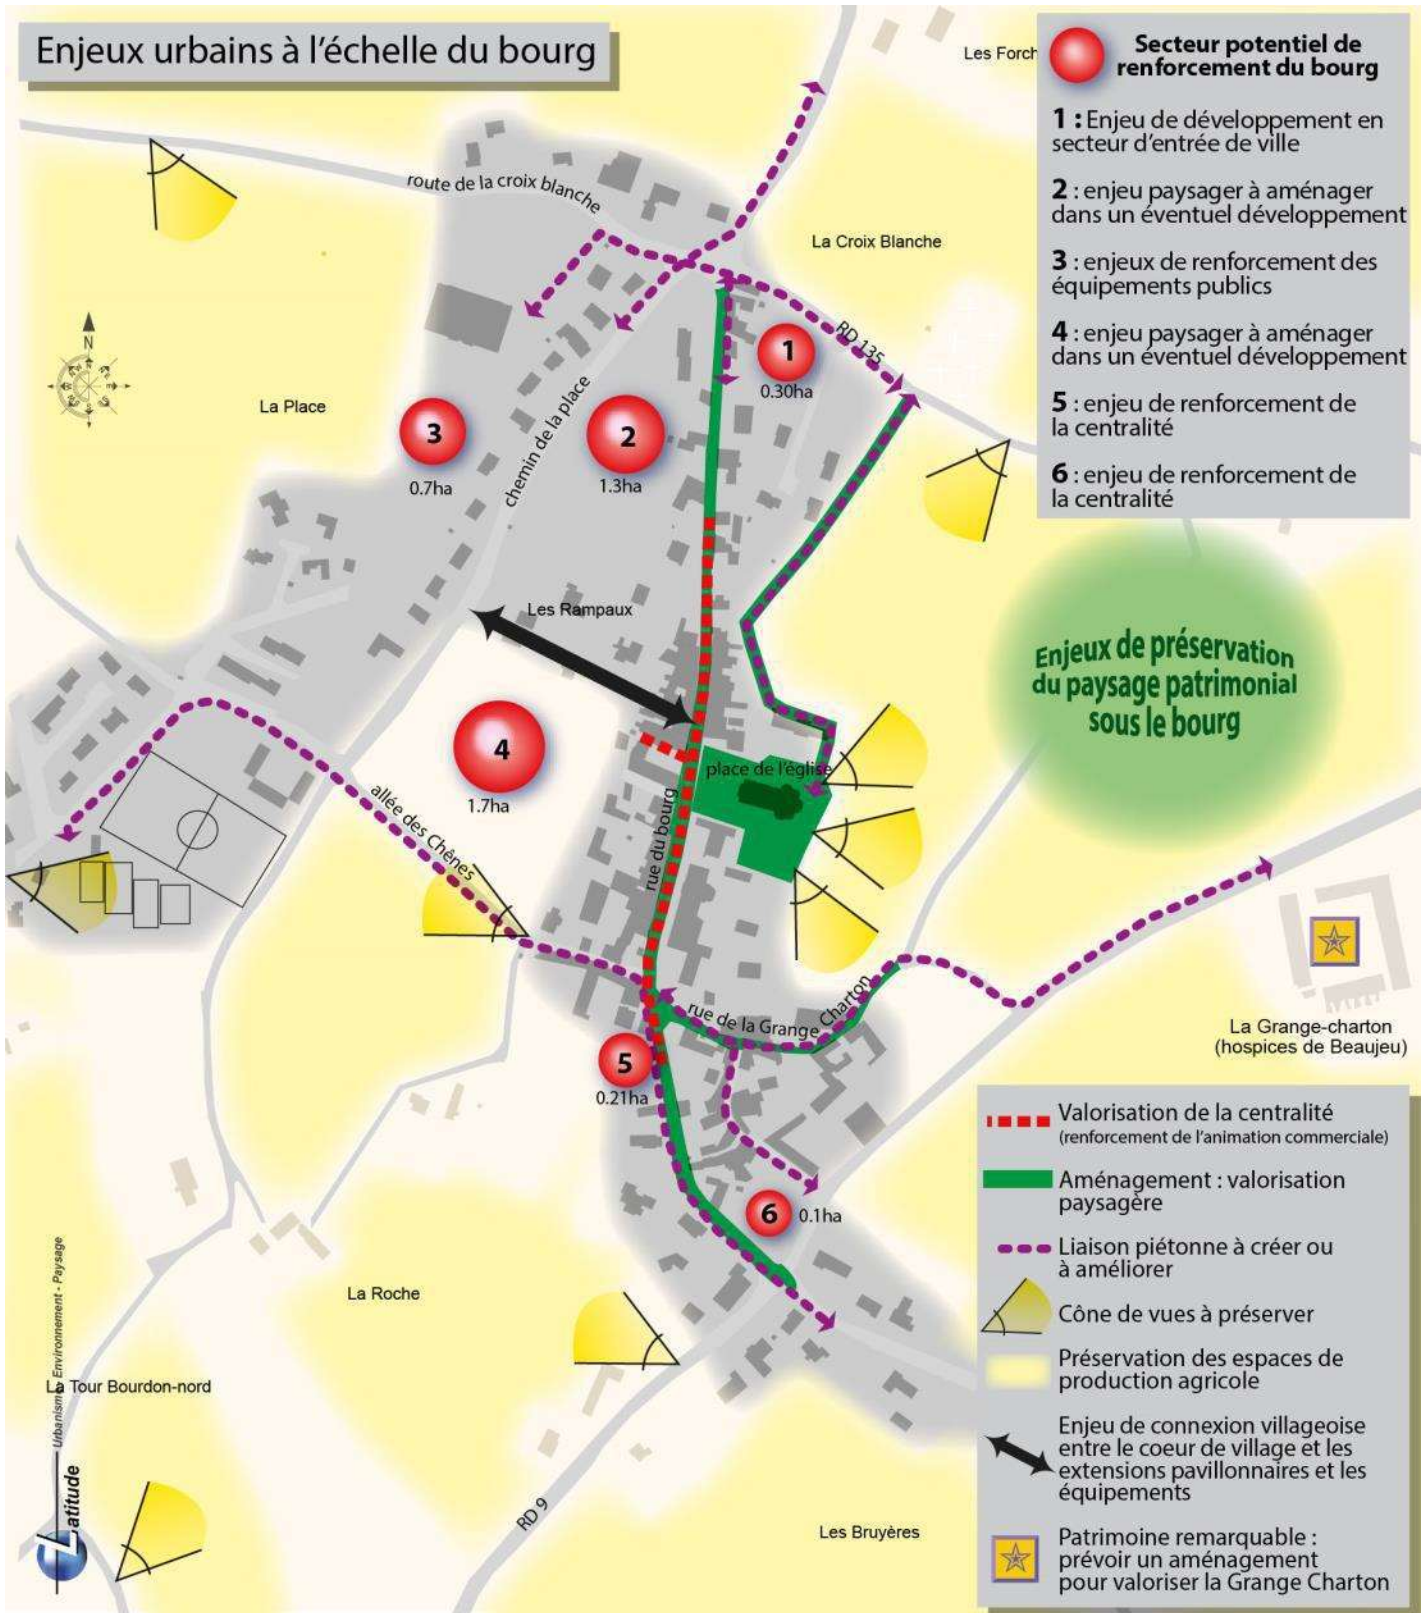 Enjeux urbains à l'échelle du bourg
Les Forch
Secteur potentiel de
renforcement du bourg
1 : Enjeu de développement en
secteur d'entrée de ville
2 : enjeu paysager à aménager
dans un éventuel développement
3 : enjeux de renforcement des
équipements publics
4 : enjeu paysager à aménager
dans un éventuel développement
5 : enjeu de renforcement de
la centralité
6 : enjeu de renforcement de
la centralité
route de la croix blanche
La Croix Blanche
RD 135
N
1
0.30ha
La Place
3
0.7ha
chemin de la place
2
1.3ha
Les Rampaux
Enjeux de préservation
du paysage patrimonial
sous le bourg
4
1.7ha
place de l'église
allée des Chênes
rue du bourg
rue de la Grange Charton
La Grange-charton
(hospices de Beaujeu)
5
0.21ha
6
0.1ha
La Roche
La Tour Bourdon-nord
RD 9
Les Bruyères
Urbanisme - Environnement - Paysage
Latitude
Valorisation de la centralité
(renforcement de l'animation commerciale)
Aménagement : valorisation
paysagère
Liaison piétonne à créer ou
à améliorer
Cône de vues à préserver
Préservation des espaces de
production agricole
Enjeu de connexion villageoise
entre le coeur de village et les
extensions pavillonnaires et les
équipements
Patrimoine remarquable :
prévoir un aménagement
pour valoriser la Grange Charton